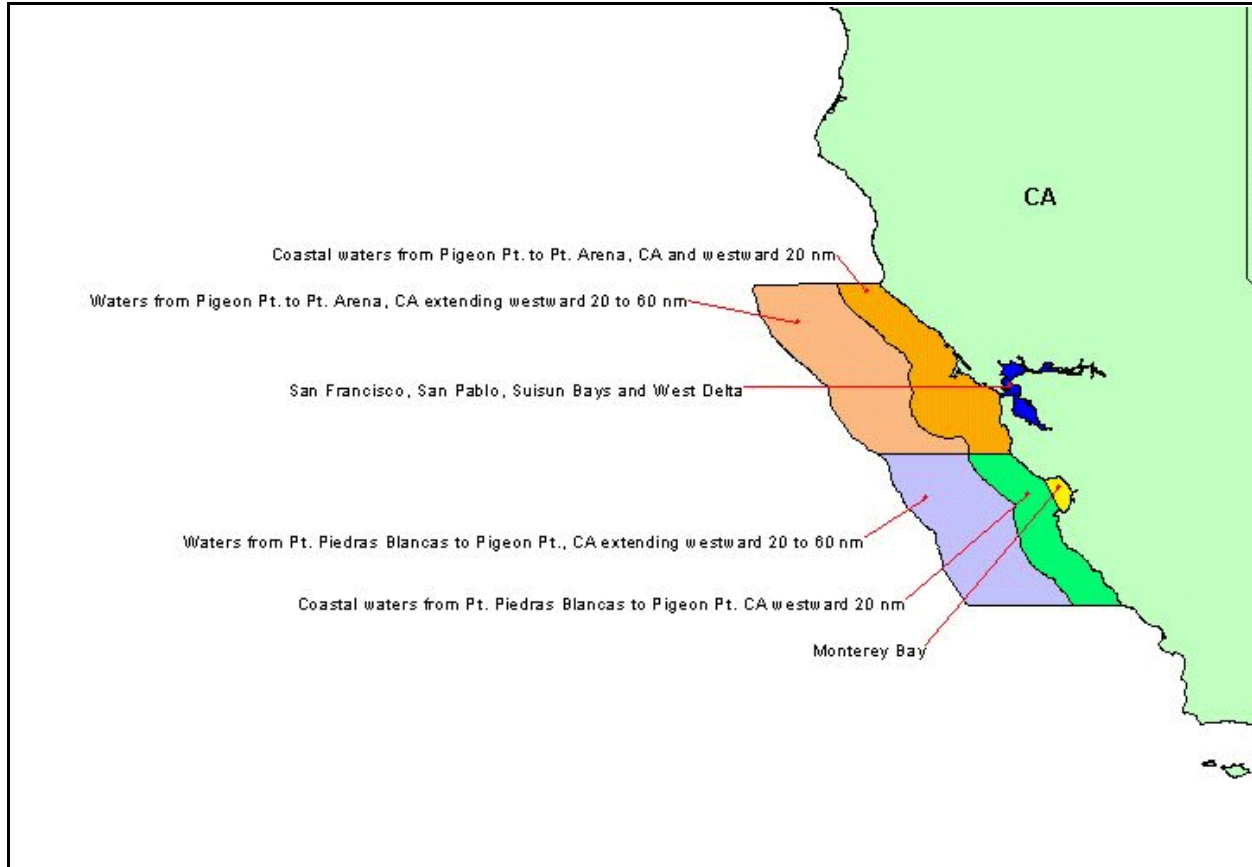 CA
Coastal waters from Pigeon Pt. to Pt. Arena, CA and westward 20 nm
Waters from Pigeon Pt. to Pt. Arena, CA extending westward 20 to 60 nm
San Francisco, San Pablo, Suisun Bays and West Delta
Waters from Pt. Piedras Blancas to Pigeon Pt., CA extending westward 20 to 60 nm
Coastal waters from Pt. Piedras Blancas to Pigeon Pt. CA westward 20 nm
Monterey Bay